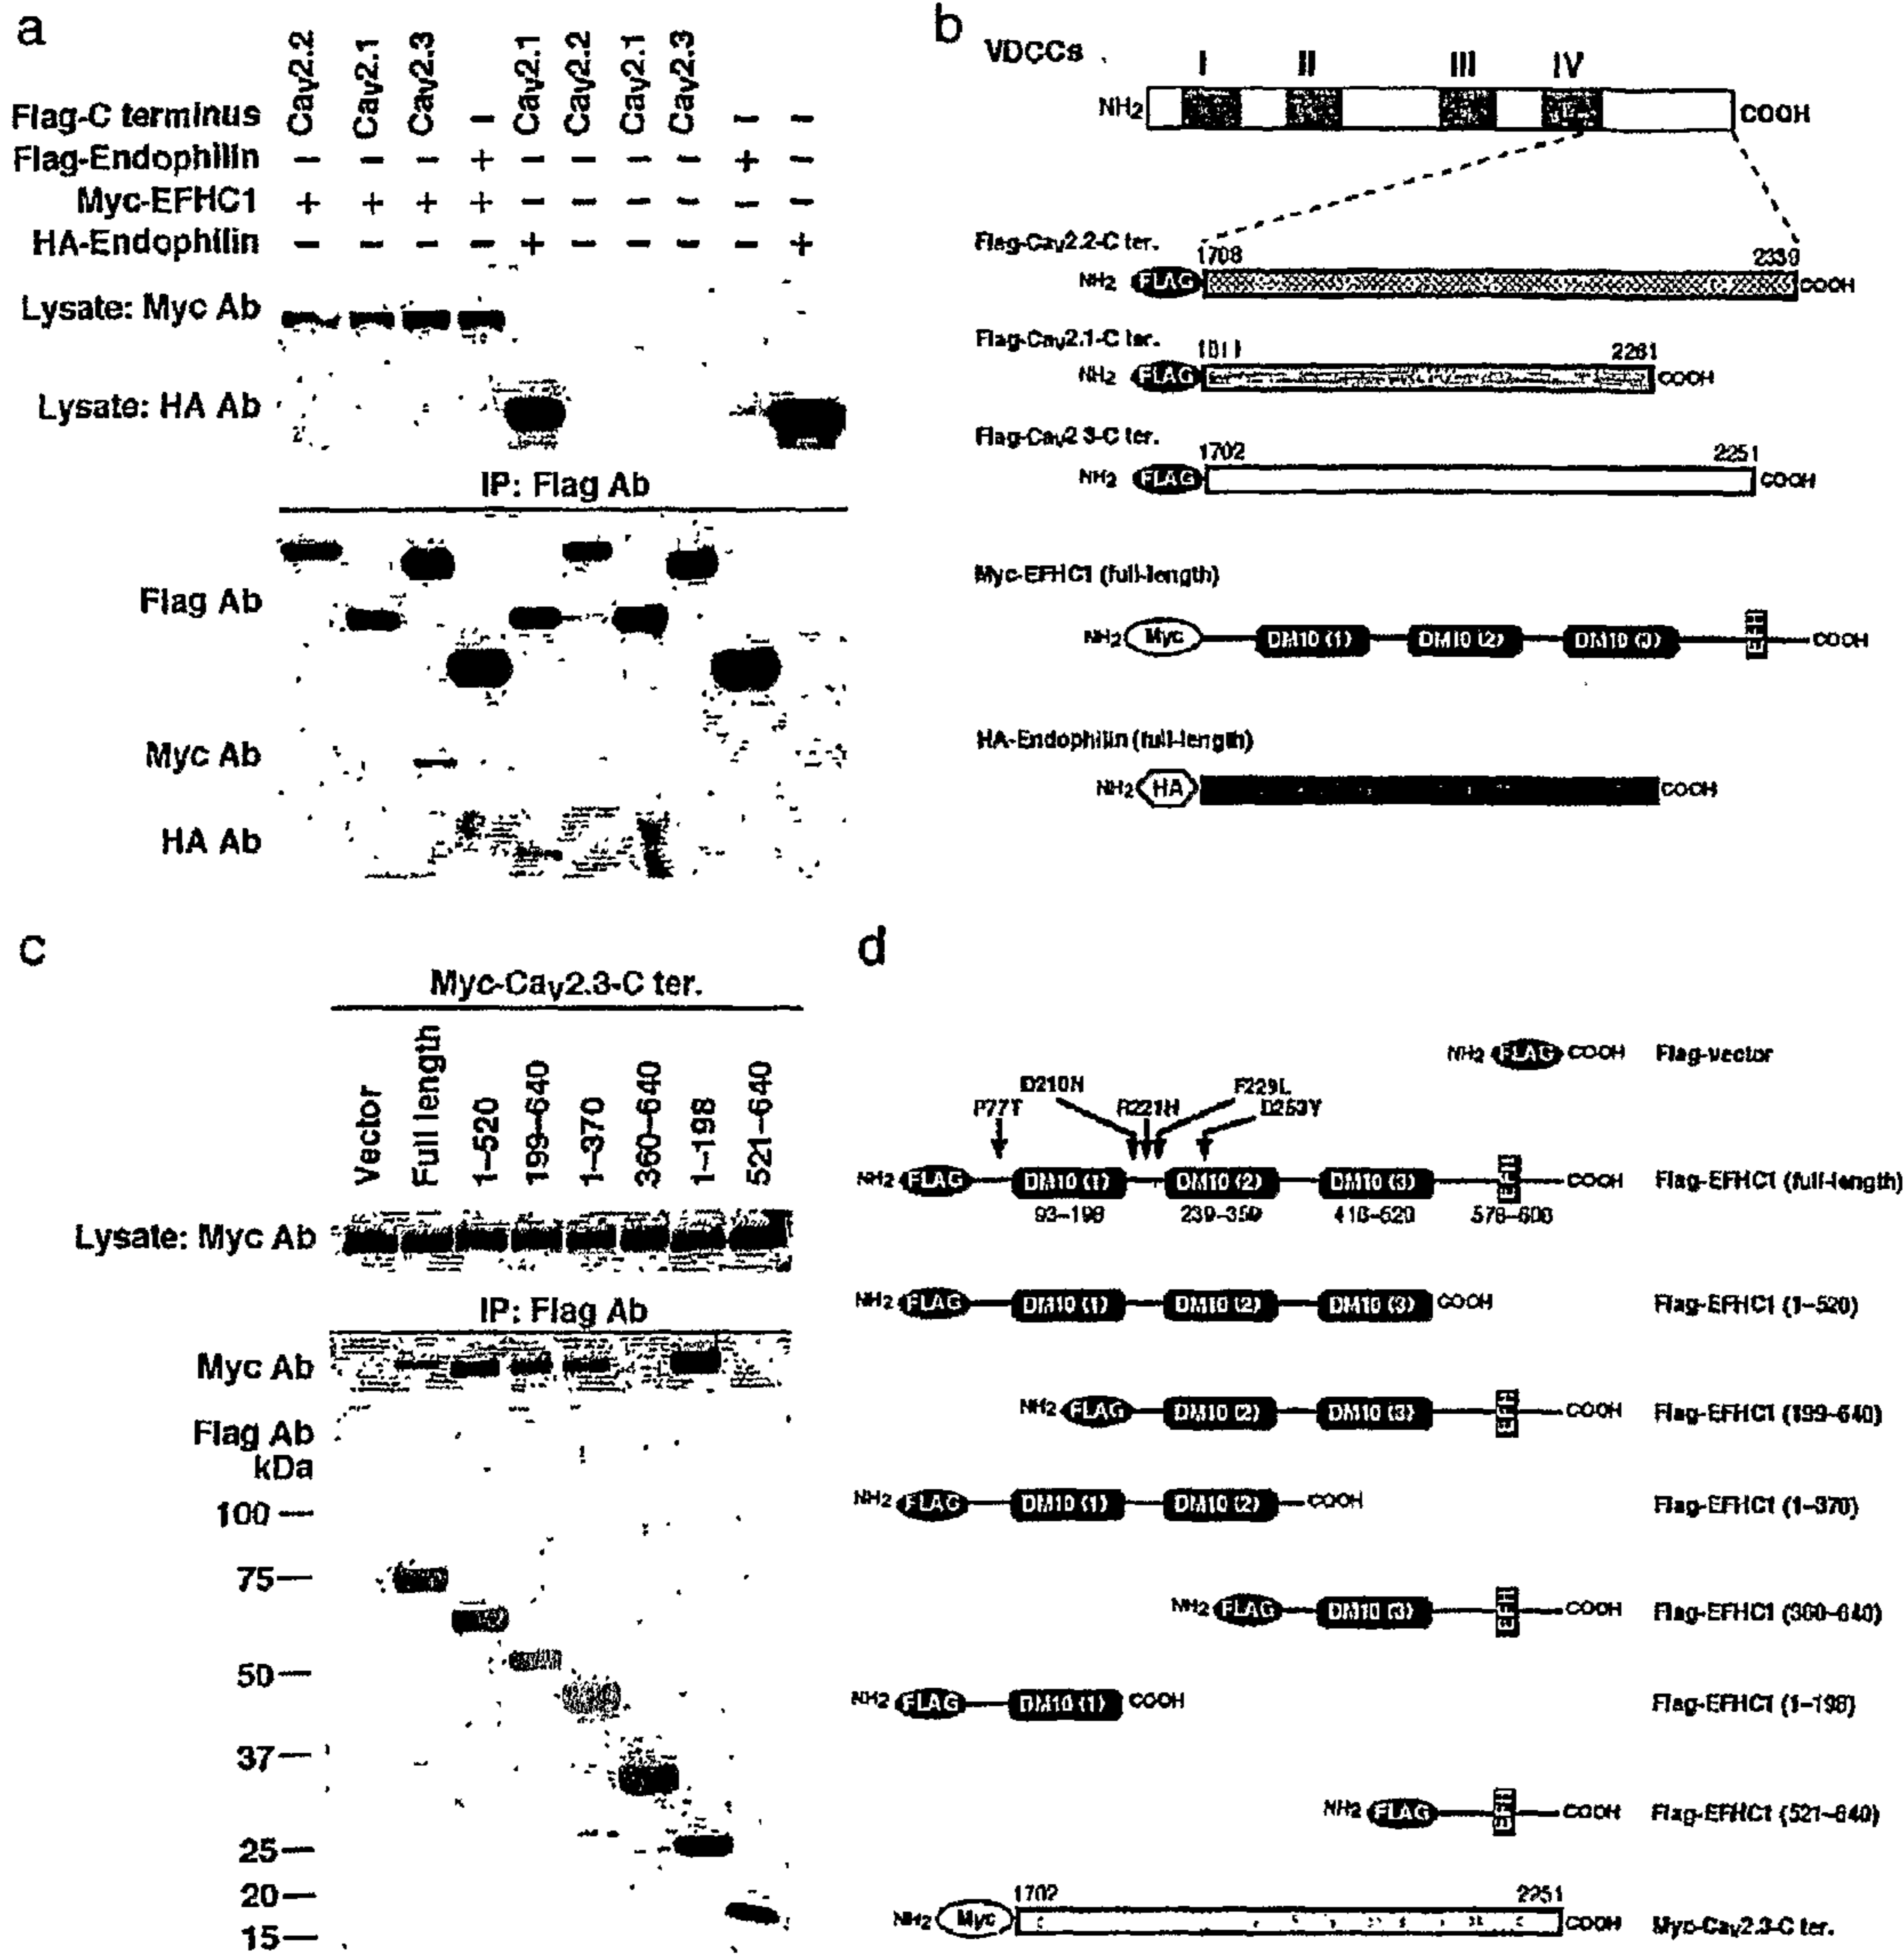 a
Flag-C terminus Cav2.2 Cav2.1 Cav2.3 – Cav2.1 Cav2.2 Cav2.1 Cav2.3 – –
Flag-Endophilin – – – + – – – – + –
Myc-EFHC1 + + + + – – – – – –
HA-Endophilin – – – – + – – – – +
Lysate: Myc Ab
Lysate: HA Ab
IP: Flag Ab
Flag Ab
Myc Ab
HA Ab
b
VDCCs
I II III IV
NH2 COOH
Flag-Cav2.2-C ter.
1708 2339
NH2 FLAG COOH
Flag-Cav2.1-C ter.
1811 2261
NH2 FLAG COOH
Flag-Cav2.3-C ter.
1702 2251
NH2 FLAG COOH
Myc-EFHC1 (full-length)
NH2 Myc DM10 (1) DM10 (2) DM10 (3) EFH COOH
HA-Endophilin (full-length)
NH2 HA COOH
c
Myc-Cav2.3-C ter.
Vector Full length 1–520 199–640 1–370 360–640 1–198 521–640
Lysate: Myc Ab
IP: Flag Ab
Myc Ab
Flag Ab
kDa
100
75
50
37
25
20
15
d
NH2 FLAG COOH Flag-vector
D210N F229L
P77T R221H D253Y
NH2 FLAG DM10 (1) DM10 (2) DM10 (3) EFH COOH Flag-EFHC1 (full-length)
93–198 239–359 416–520 578–606
NH2 FLAG DM10 (1) DM10 (2) DM10 (3) COOH Flag-EFHC1 (1–520)
NH2 FLAG DM10 (2) DM10 (3) EFH COOH Flag-EFHC1 (199–640)
NH2 FLAG DM10 (1) DM10 (2) COOH Flag-EFHC1 (1–370)
NH2 FLAG DM10 (3) EFH COOH Flag-EFHC1 (360–640)
NH2 FLAG DM10 (1) COOH Flag-EFHC1 (1–198)
NH2 FLAG EFH COOH Flag-EFHC1 (521–640)
1702 2251
NH2 Myc COOH Myc-Cav2.3-C ter.